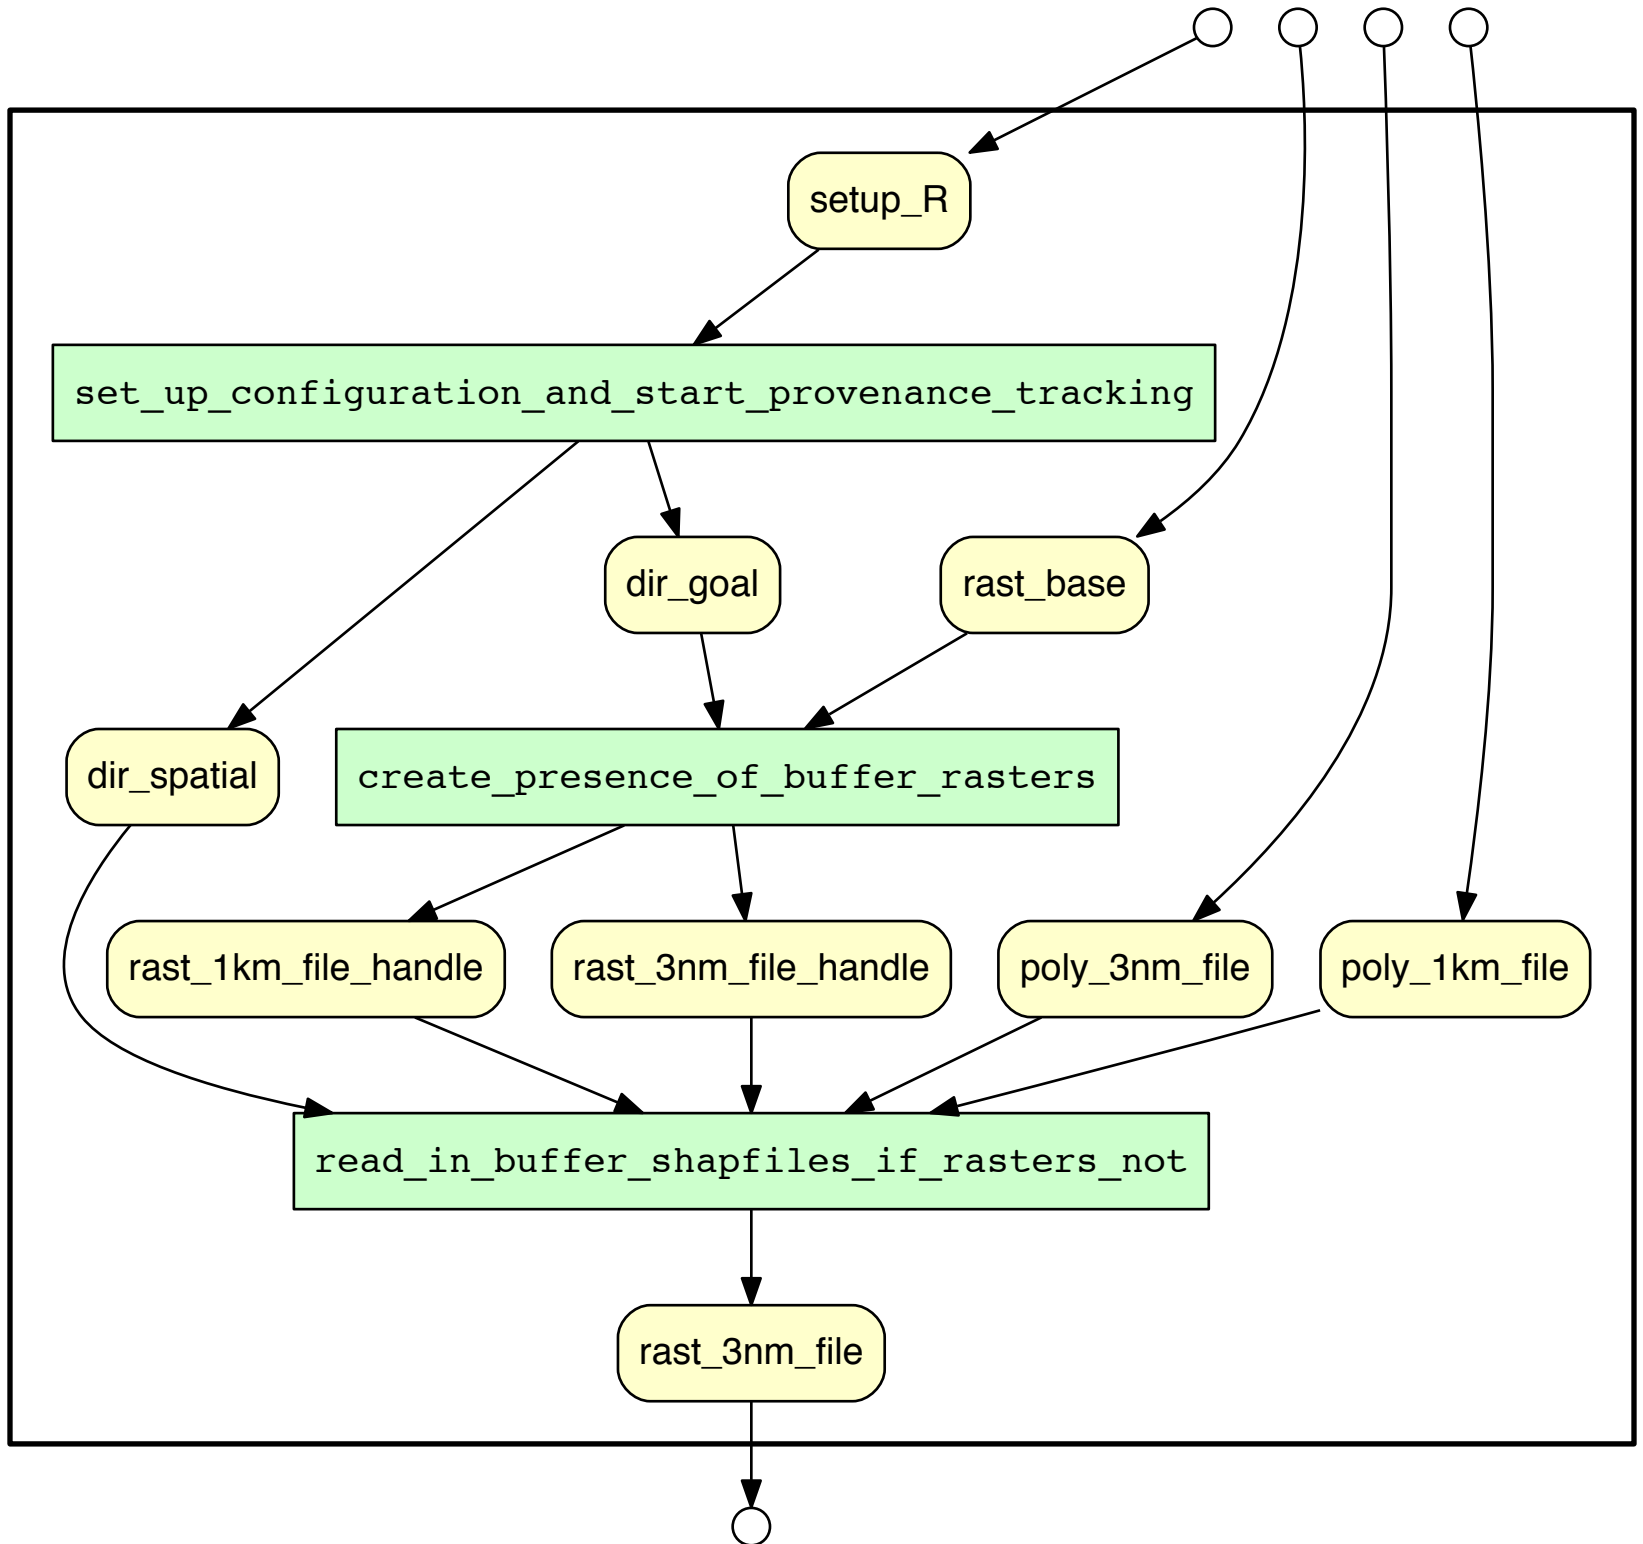 setup_R
set_up_configuration_and_start_provenance_tracking
dir_goal
rast_base
dir_spatial
create_presence_of_buffer_rasters
rast_1km_file_handle
rast_3nm_file_handle
poly_3nm_file
poly_1km_file
read_in_buffer_shapfiles_if_rasters_not
rast_3nm_file